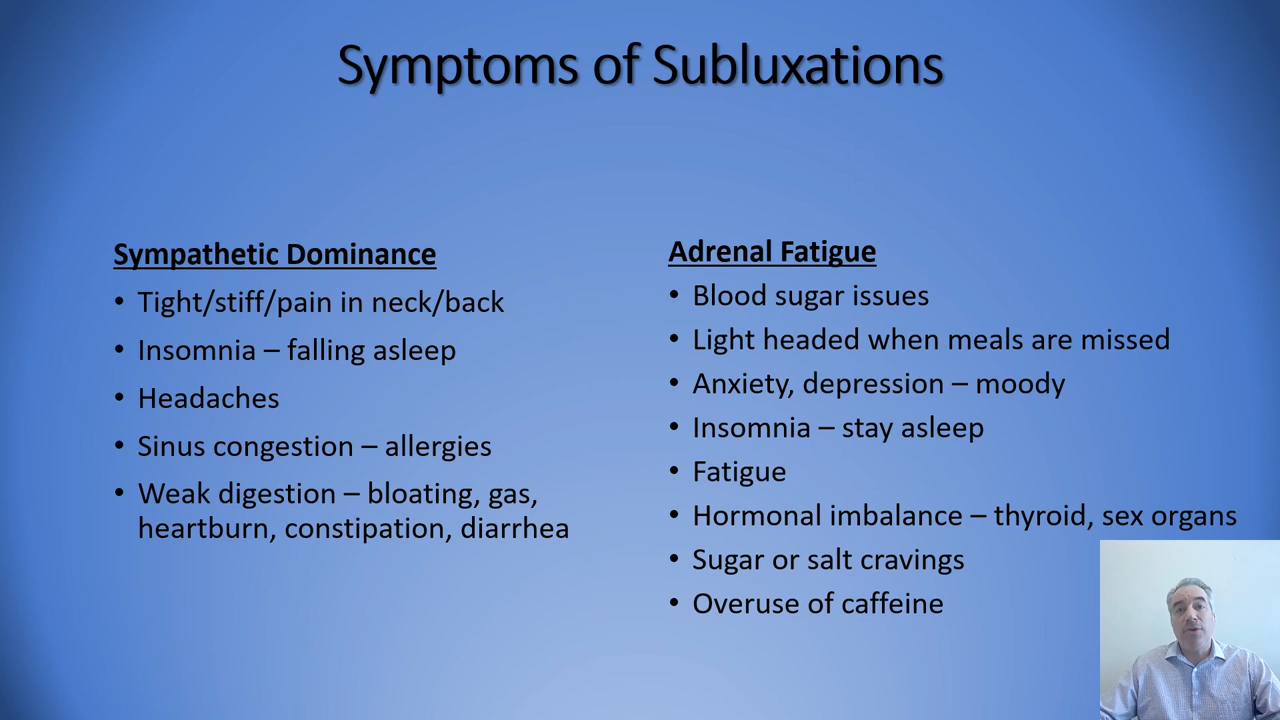 Symptoms of Subluxations
Sympathetic Dominance
• Tight/stiff/pain in neck/back
• Insomnia – falling asleep
• Headaches
• Sinus congestion – allergies
• Weak digestion – bloating, gas,
heartburn, constipation, diarrhea
Adrenal Fatigue
• Blood sugar issues
• Light headed when meals are missed
• Anxiety, depression – moody
• Insomnia – stay asleep
• Fatigue
• Hormonal imbalance – thyroid, sex organs
• Sugar or salt cravings
• Overuse of caffeine